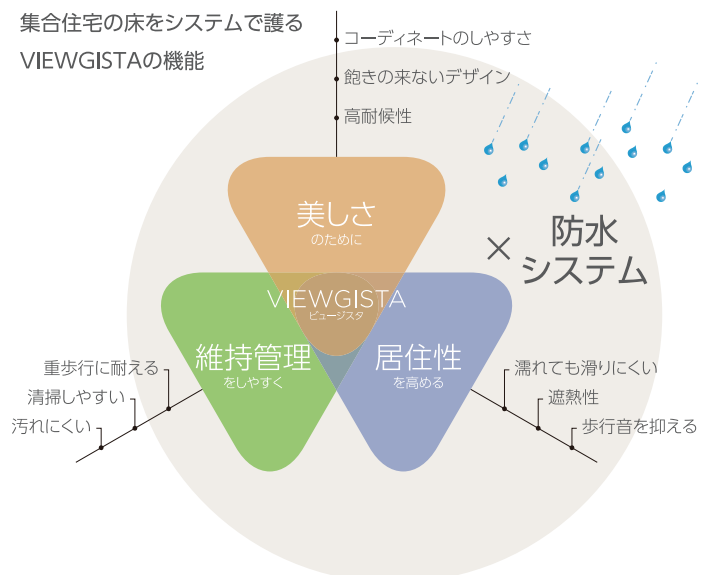 集合住宅の床をシステムで護る
VIEWGISTAの機能
コーディネートのしやすさ
飽きの来ないデザイン
高耐候性
美しさ
のために
×
防水
システム
VIEWGISTA
ビュージスタ
維持管理
をしやすく
居住性
を高める
重歩行に耐える
清掃しやすい
汚れにくい
濡れても滑りにくい
遮熱性
歩行音を抑える